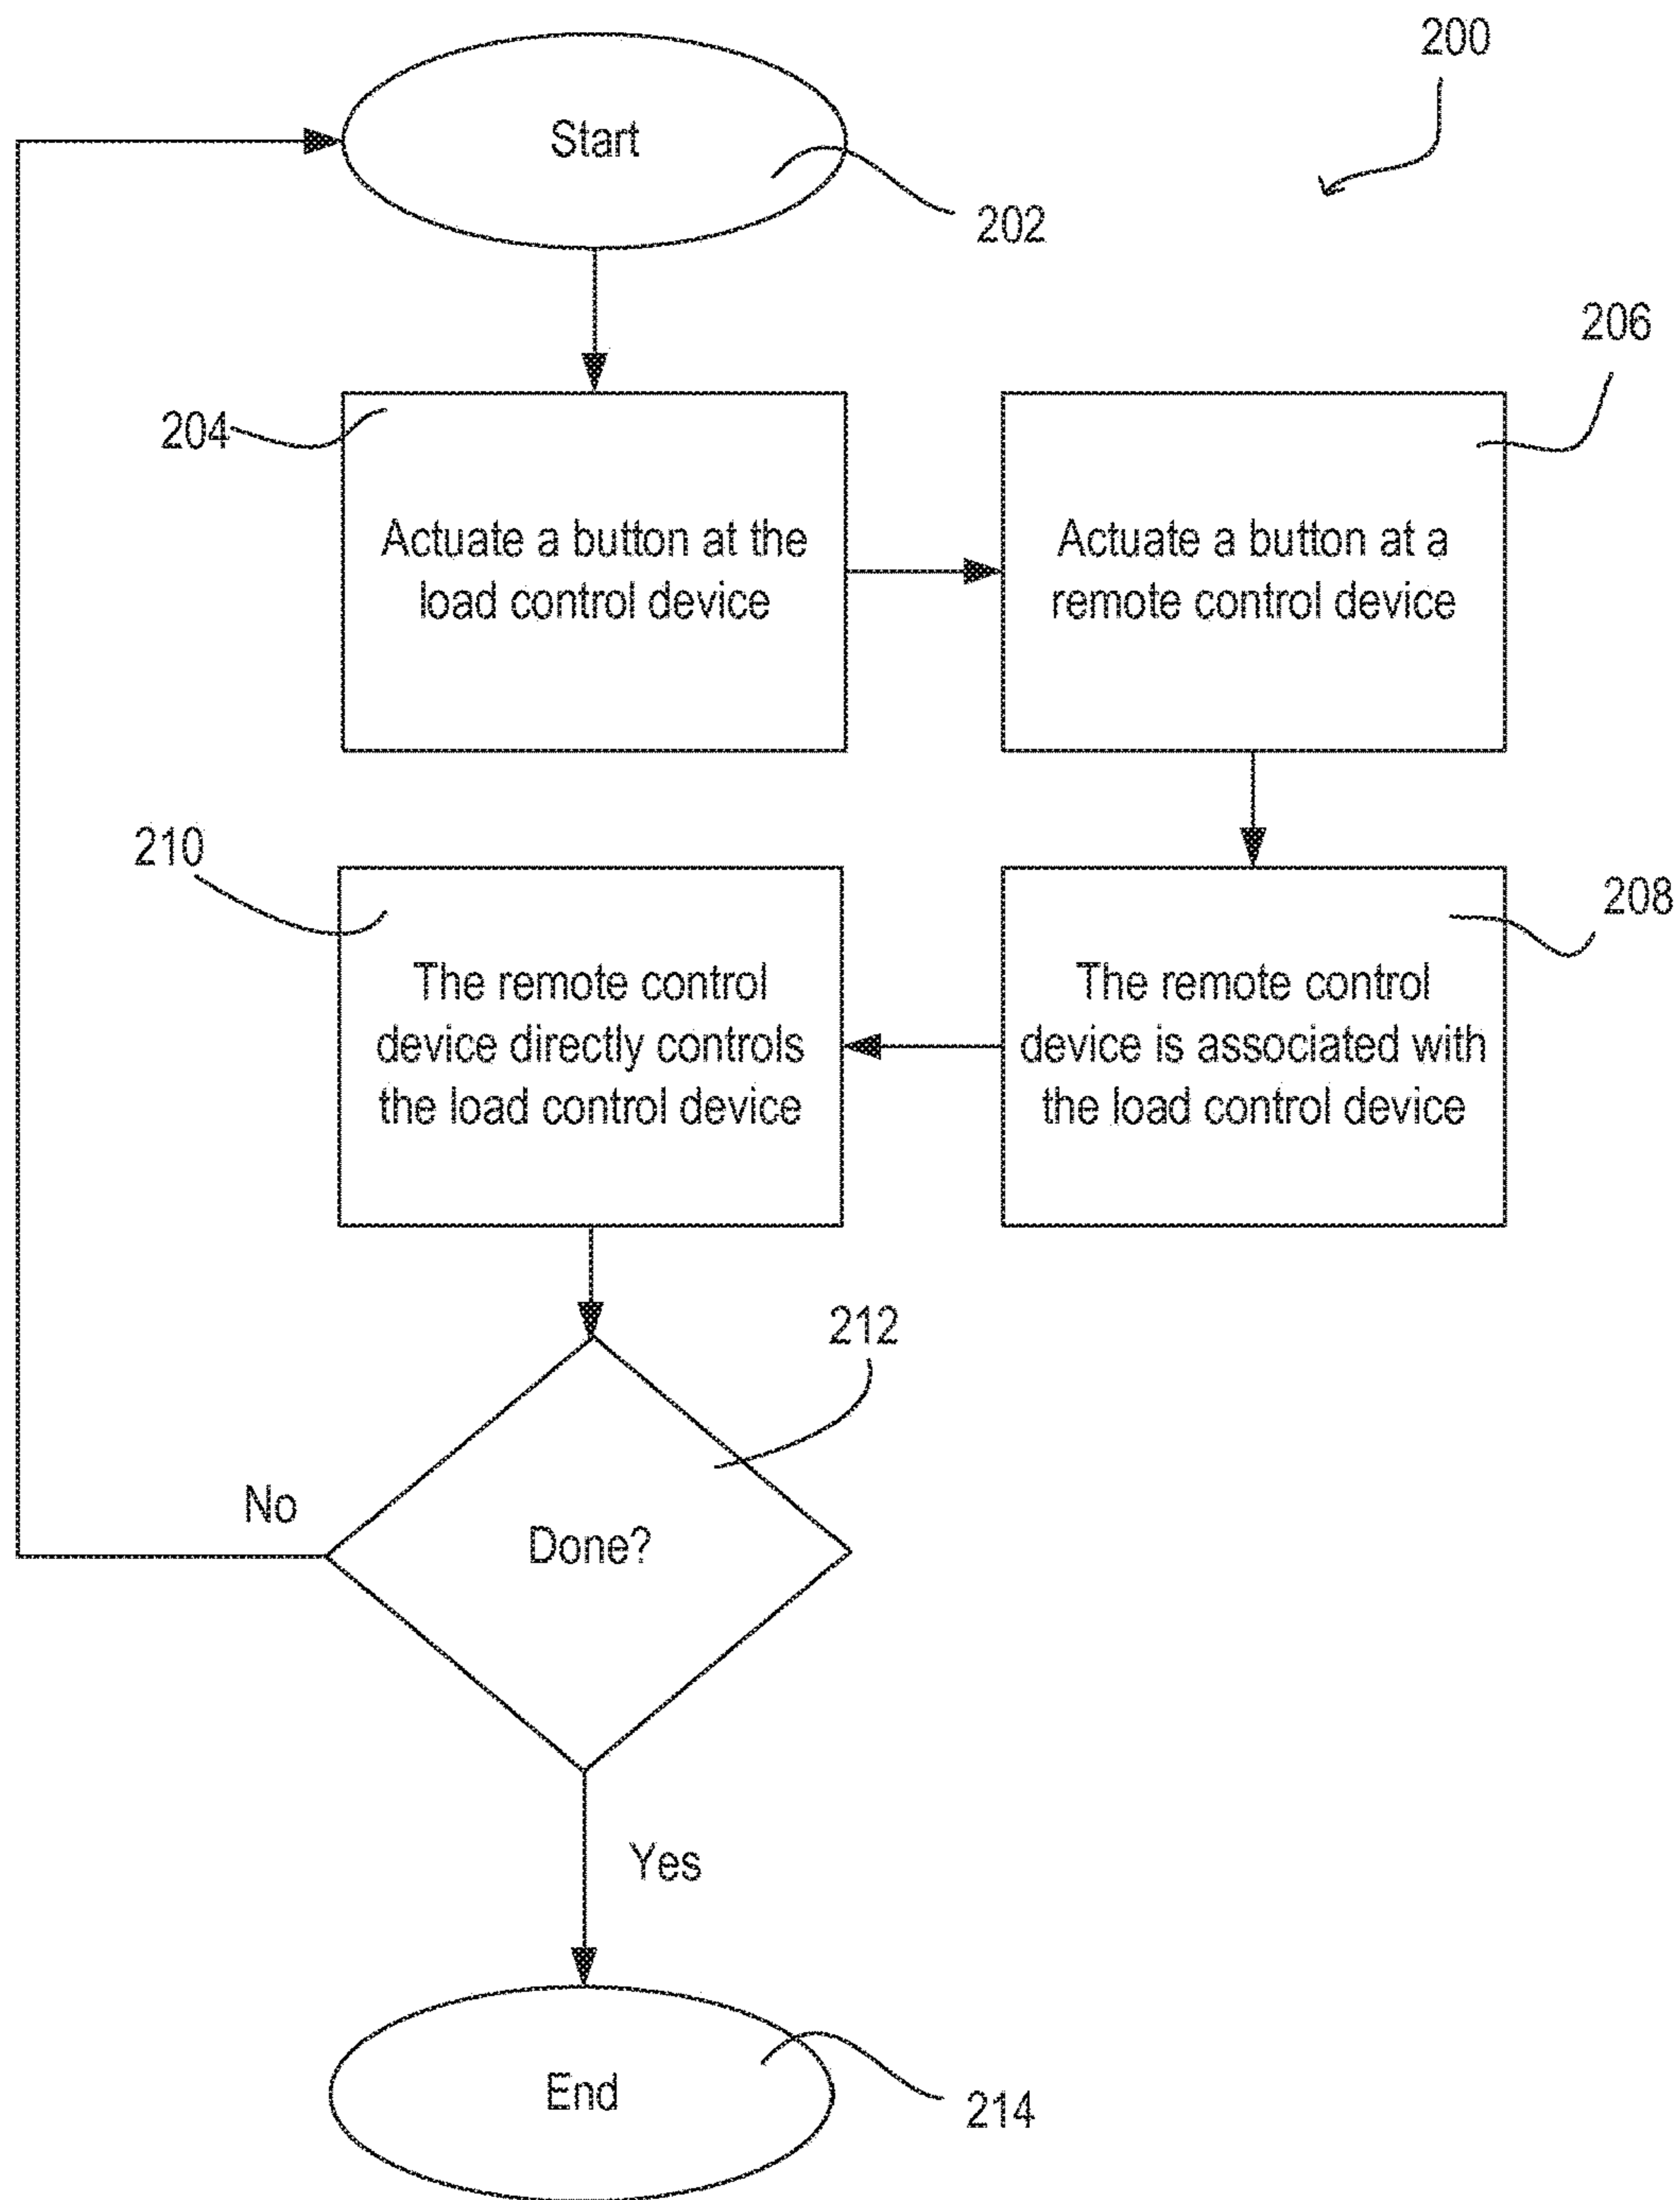 200
Start
202
204
Actuate a button at the
load control device
206
Actuate a button at a
remote control device
208
The remote control
device is associated with
the load control device
210
The remote control
device directly controls
the load control device
212
Done?
No
Yes
End
214